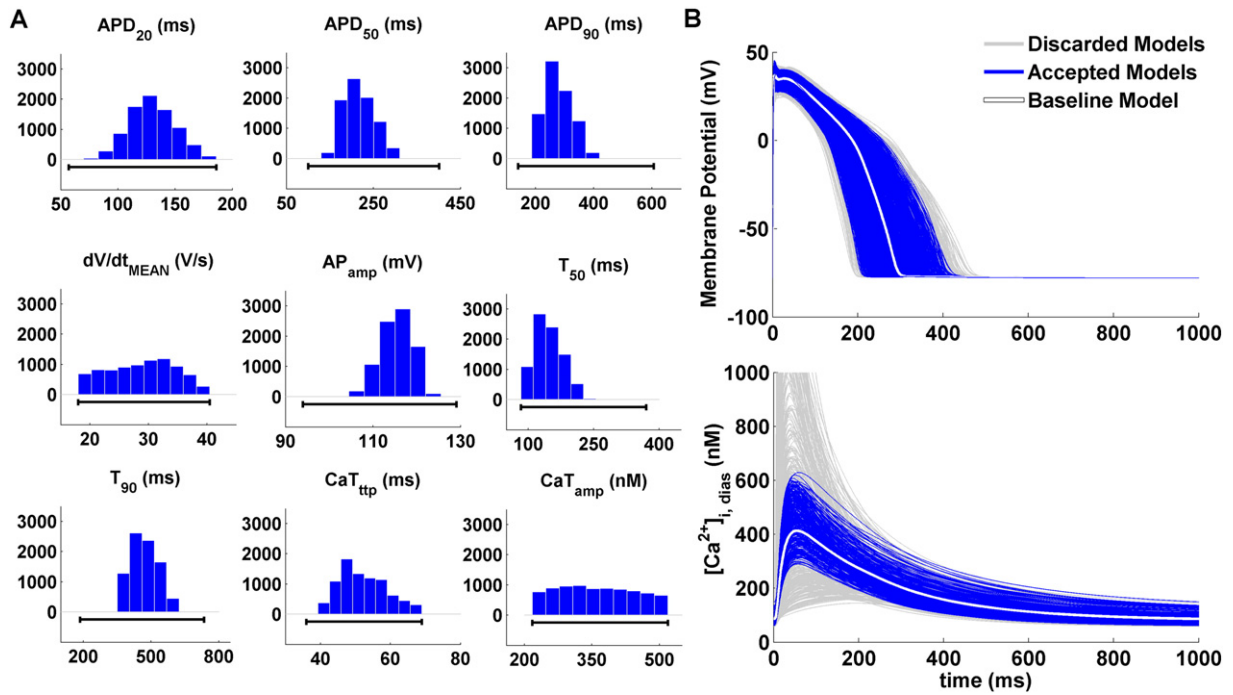 A
APD20 (ms)
APD50 (ms)
APD90 (ms)
3000
2000
1000
0
50 100 150 200
3000
2000
1000
0
50 250 450
3000
2000
1000
0
200 400 600
dV/dtMEAN (V/s)
APamp (mV)
T50 (ms)
3000
2000
1000
0
20 30 40
3000
2000
1000
0
90 110 130
3000
2000
1000
0
100 250 400
T90 (ms)
CaTttp (ms)
CaTamp (nM)
3000
2000
1000
0
200 500 800
3000
2000
1000
0
40 60 80
3000
2000
1000
0
200 350 500
B
Discarded Models
Accepted Models
Baseline Model
Membrane Potential (mV)
50
0
-50
-100
0 200 400 600 800 1000
time (ms)
[Ca2+]i, dias (nM)
1000
800
600
400
200
0
0 200 400 600 800 1000
time (ms)